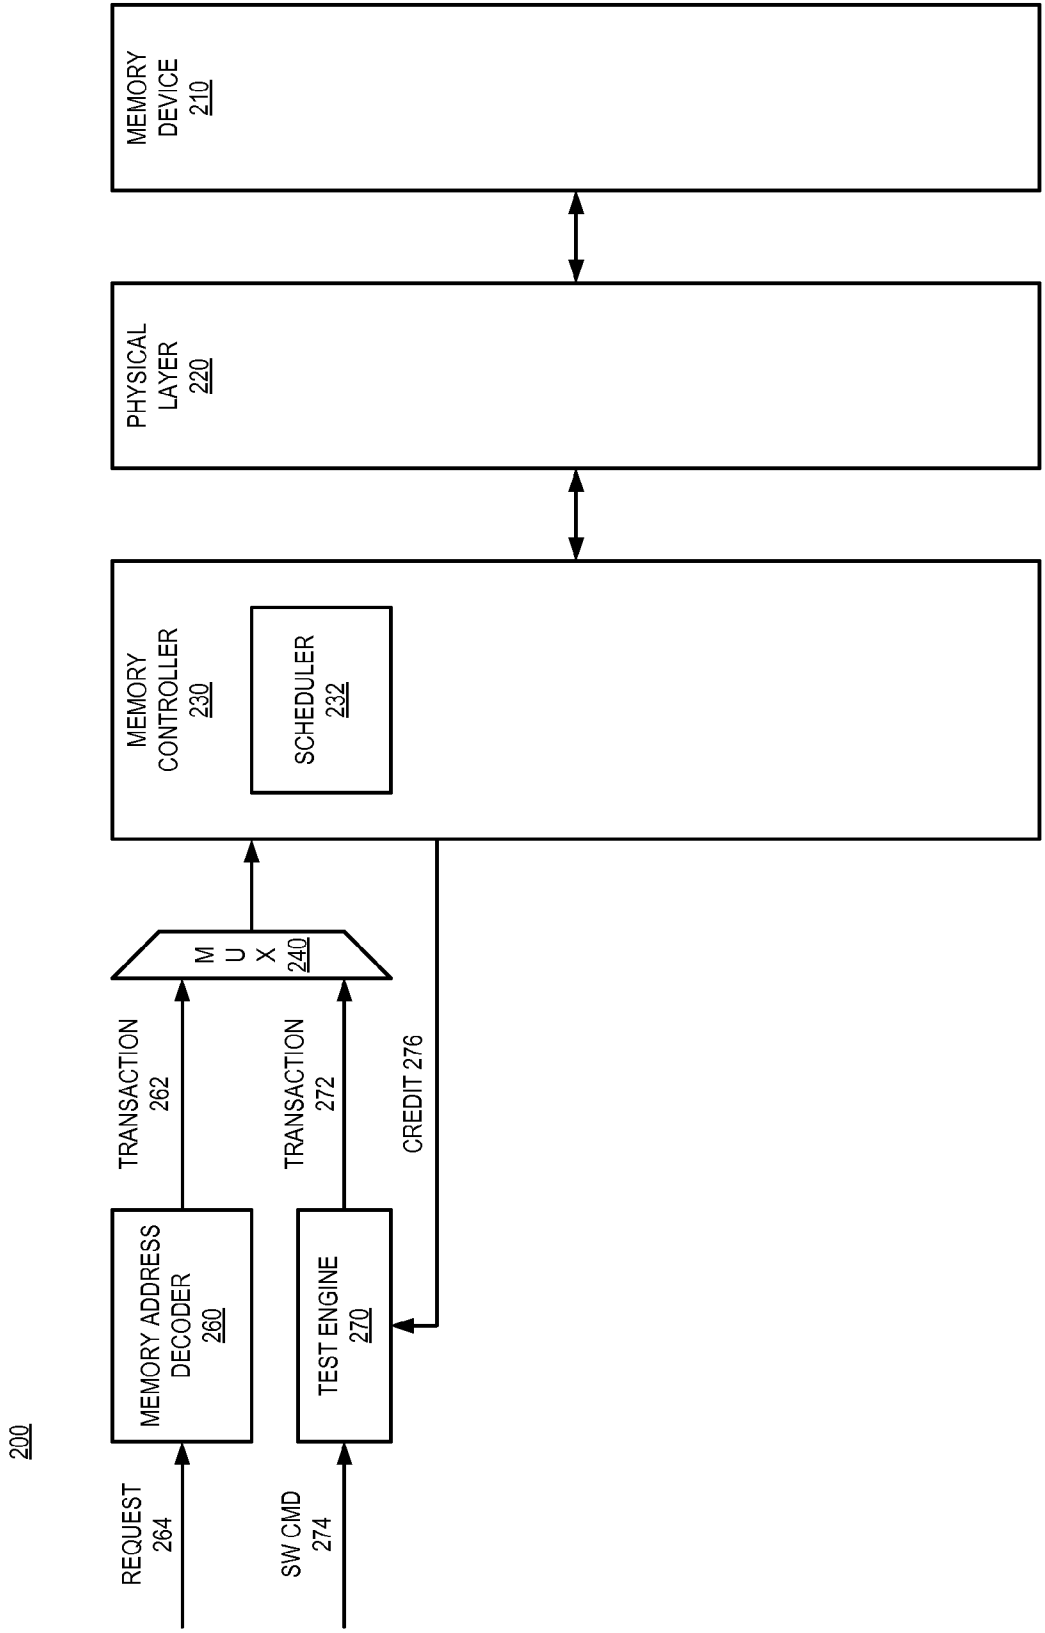 200
REQUEST
264
MEMORY ADDRESS
DECODER
260
TRANSACTION
262
SW CMD
274
TEST ENGINE
270
TRANSACTION
272
CREDIT 276
M
U
X
240
MEMORY
CONTROLLER
230
SCHEDULER
232
PHYSICAL
LAYER
220
MEMORY
DEVICE
210